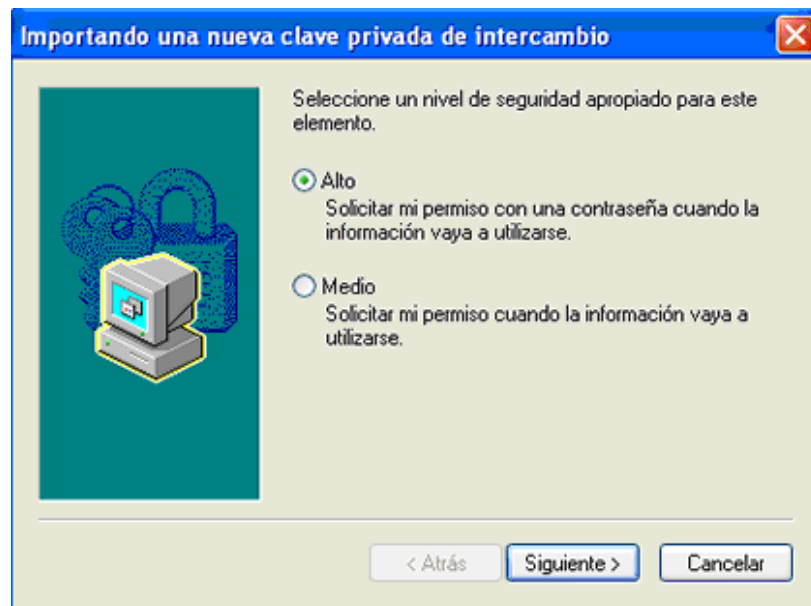 Importando una nueva clave privada de intercambio
Seleccione un nivel de seguridad apropiado para este
elemento.
Alto
Solicitar mi permiso con una contraseña cuando la
información vaya a utilizarse.
Medio
Solicitar mi permiso cuando la información vaya a
utilizarse.
< Atrás
Siguiente >
Cancelar